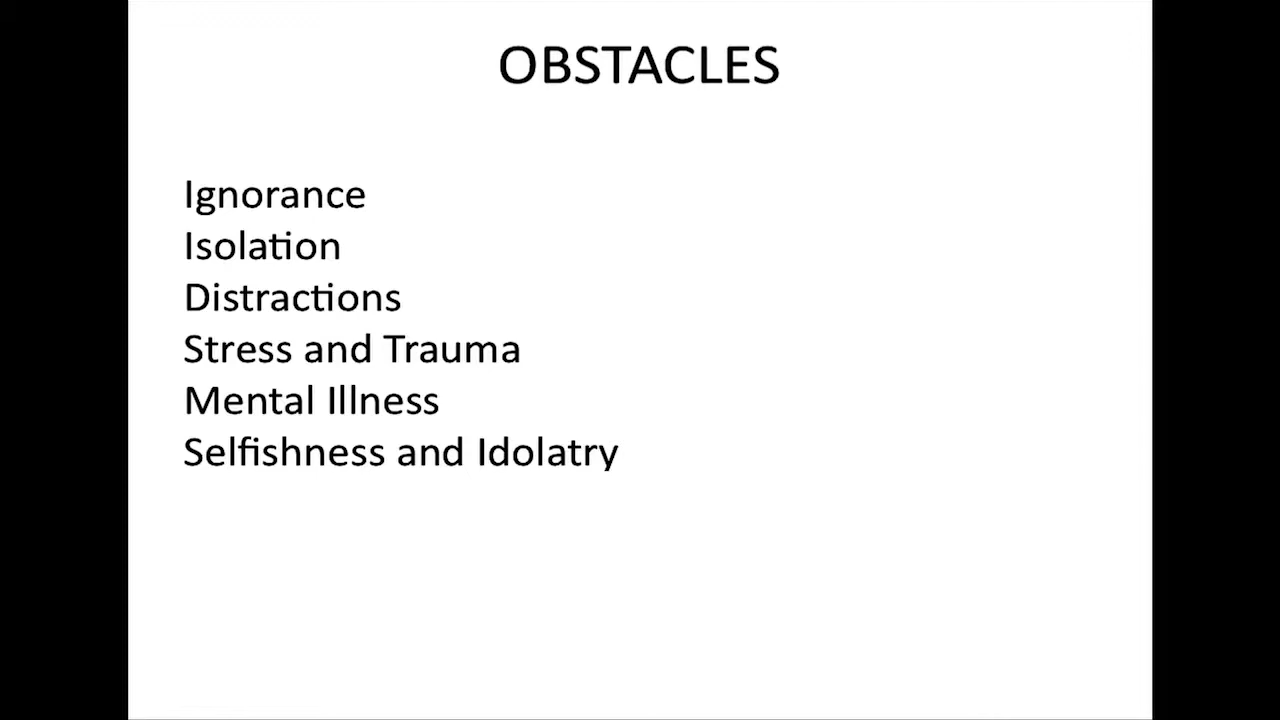 OBSTACLES
Ignorance
Isolation
Distractions
Stress and Trauma
Mental Illness
Selfishness and Idolatry